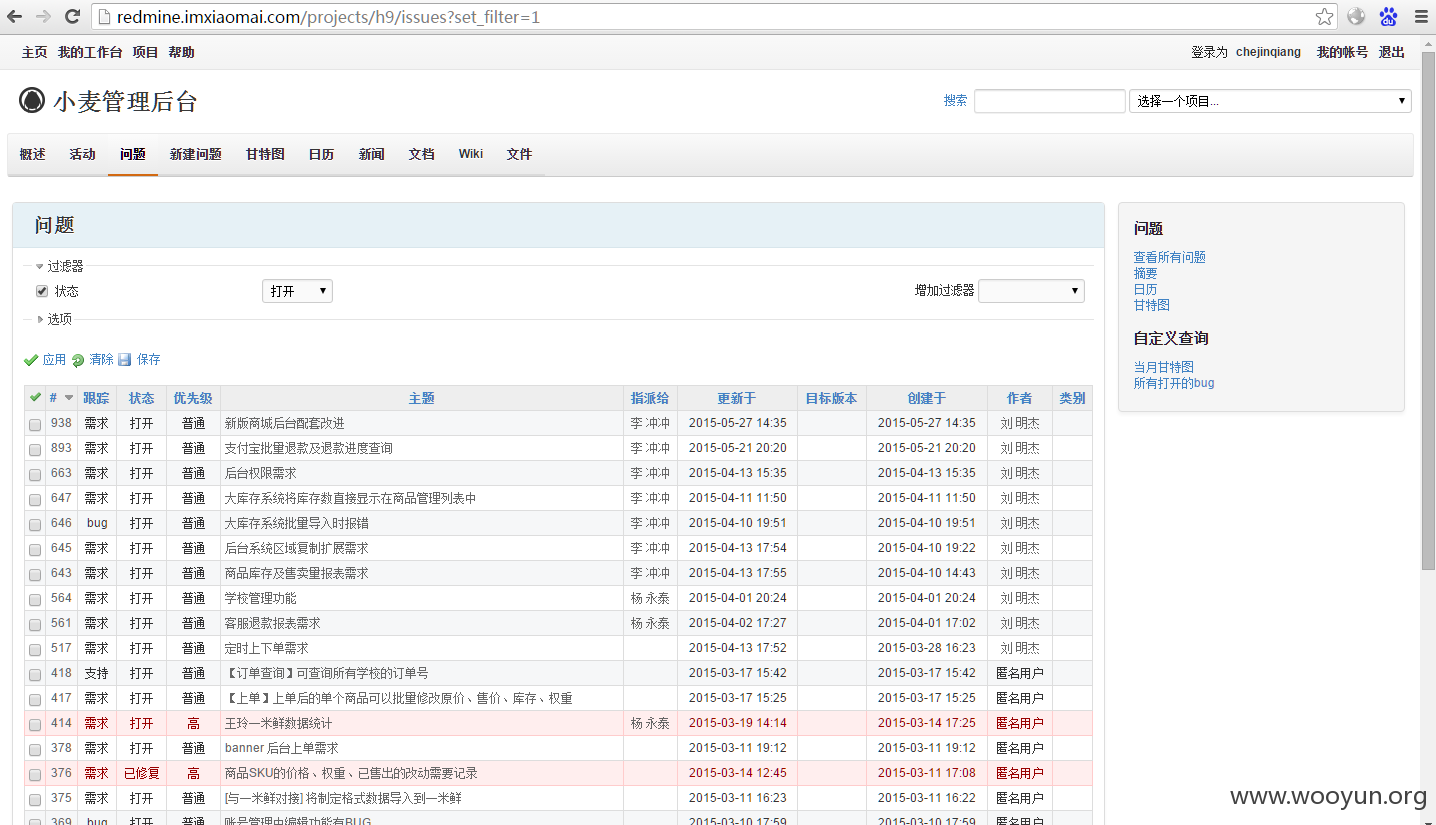 redmine.imxiaomai.com/projects/h9/issues?set_filter=1
主页 我的工作台 项目 帮助 登录为 chejinqiang 我的帐号 退出
小麦管理后台 搜索 选择一个项目...
概述 活动 问题 新建问题 甘特图 日历 新闻 文档 Wiki 文件
问题
过滤器
状态 打开 增加过滤器
选项
应用 清除 保存
# 跟踪 状态 优先级 主题 指派给 更新于 目标版本 创建于 作者 类别
938 需求 打开 普通 新版商城后台配套改进 李 冲冲 2015-05-27 14:35 2015-05-27 14:35 刘 明杰
893 需求 打开 普通 支付宝批量退款及退款进度查询 李 冲冲 2015-05-21 20:20 2015-05-21 20:20 刘 明杰
663 需求 打开 普通 后台权限需求 李 冲冲 2015-04-13 15:35 2015-04-13 15:35 刘 明杰
647 需求 打开 普通 大库存系统将库存数直接显示在商品管理列表中 李 冲冲 2015-04-11 11:50 2015-04-11 11:50 刘 明杰
646 bug 打开 普通 大库存系统批量导入时报错 李 冲冲 2015-04-10 19:51 2015-04-10 19:51 刘 明杰
645 需求 打开 普通 后台系统区域复制扩展需求 李 冲冲 2015-04-13 17:54 2015-04-10 19:22 刘 明杰
643 需求 打开 普通 商品库存及售卖量报表需求 李 冲冲 2015-04-13 17:55 2015-04-10 14:43 刘 明杰
564 需求 打开 普通 学校管理功能 杨 永泰 2015-04-01 20:24 2015-04-01 20:24 刘 明杰
561 需求 打开 普通 客服退款报表需求 杨 永泰 2015-04-02 17:27 2015-04-01 17:02 刘 明杰
517 需求 打开 普通 定时上下单需求 2015-04-13 17:52 2015-03-28 16:23 刘 明杰
418 支持 打开 普通 【订单查询】可查询所有学校的订单号 2015-03-17 15:42 2015-03-17 15:42 匿名用户
417 需求 打开 普通 【上单】上单后的单个商品可以批量修改原价、售价、库存、权重 2015-03-17 15:25 2015-03-17 15:25 匿名用户
414 需求 打开 高 王玲一米鲜数据统计 杨 永泰 2015-03-19 14:14 2015-03-14 17:25 匿名用户
378 需求 打开 普通 banner 后台上单需求 2015-03-11 19:12 2015-03-11 19:12 匿名用户
376 需求 已修复 高 商品SKU的价格、权重、已售出的改动需要记录 2015-03-14 12:45 2015-03-11 17:08 匿名用户
375 需求 打开 普通 [与一米鲜对接] 将制定格式数据导入到一米鲜 2015-03-11 16:23 2015-03-11 16:22 匿名用户
369 bug 打开 普通 账号管理中编辑功能有BUG 2015-03-10 17:59 2015-03-10 17:59 匿名用户
问题
查看所有问题
摘要
日历
甘特图
自定义查询
当月甘特图
所有打开的bug
www.wooyun.org